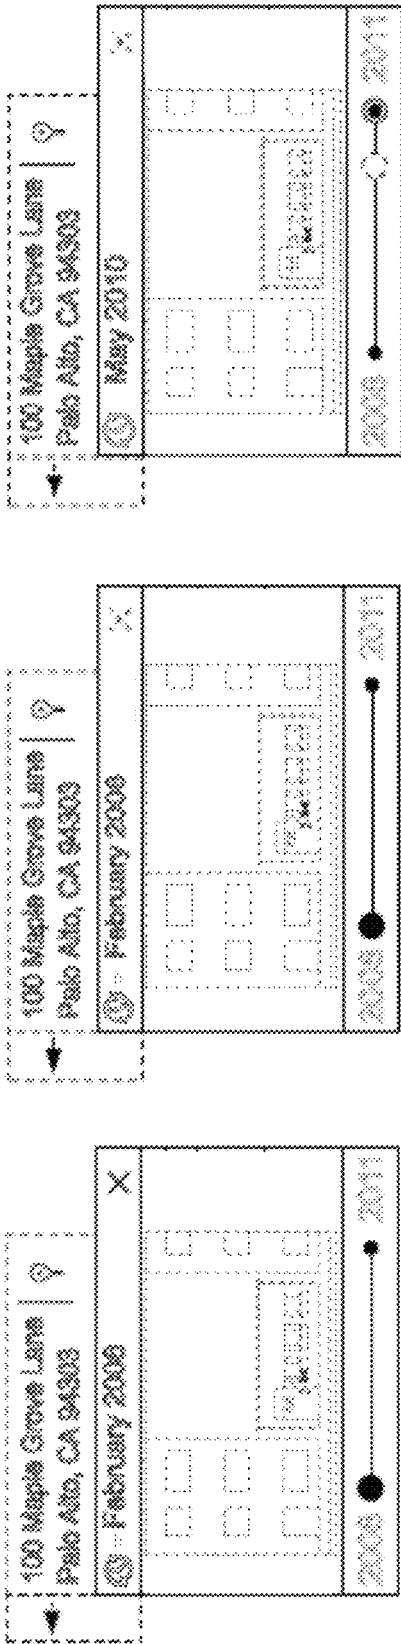 100 Maple Grove Lane
Palo Alto, CA 94303
February 2008 X
2008 2011
100 Maple Grove Lane
Palo Alto, CA 94303
February 2008 X
2008 2011
100 Maple Grove Lane
Palo Alto, CA 94303
May 2010 X
2008 2011